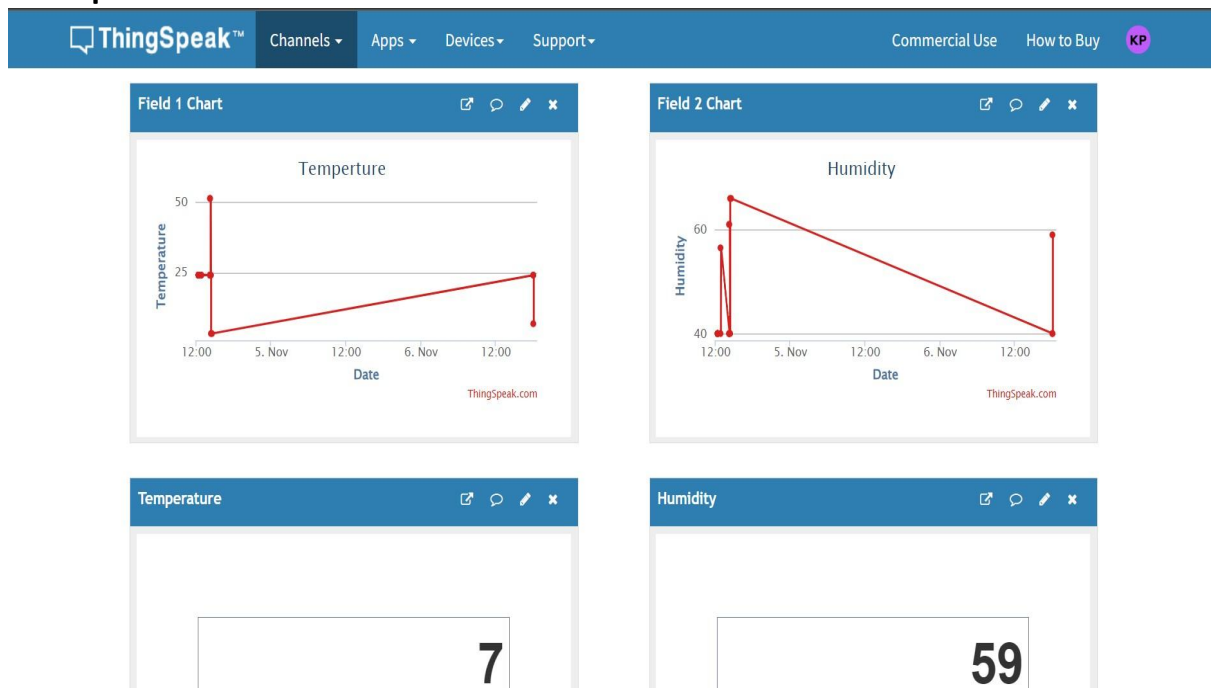 ThingSpeak™ Channels Apps Devices Support Commercial Use How to Buy KP
Field 1 Chart
Temperture
50
25
Temperature
12:00 5. Nov 12:00 6. Nov 12:00
Date
ThingSpeak.com
Field 2 Chart
Humidity
60
40
Humidity
12:00 5. Nov 12:00 6. Nov 12:00
Date
ThingSpeak.com
Temperature
7
Humidity
59